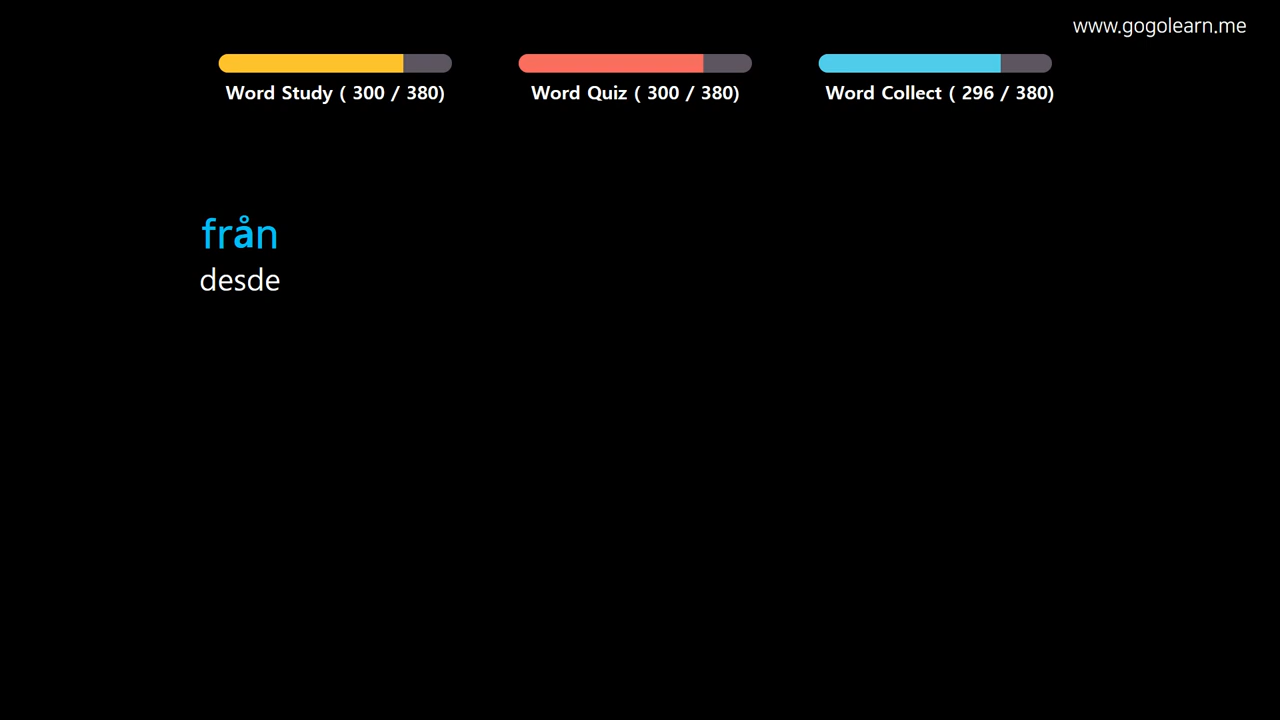 www.gogolearn.me
Word Study ( 300 / 380)
Word Quiz ( 300 / 380)
Word Collect ( 296 / 380)
från
desde